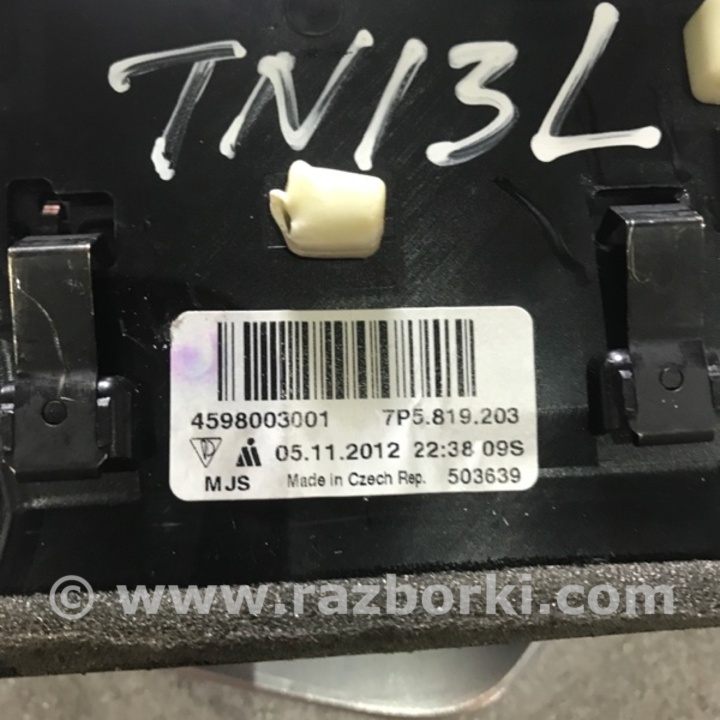 TN13L
4598003001 7P5.819.203
05.11.2012 22:38 09S
MJS Made in Czech Rep. 503639
© www.razborki.com